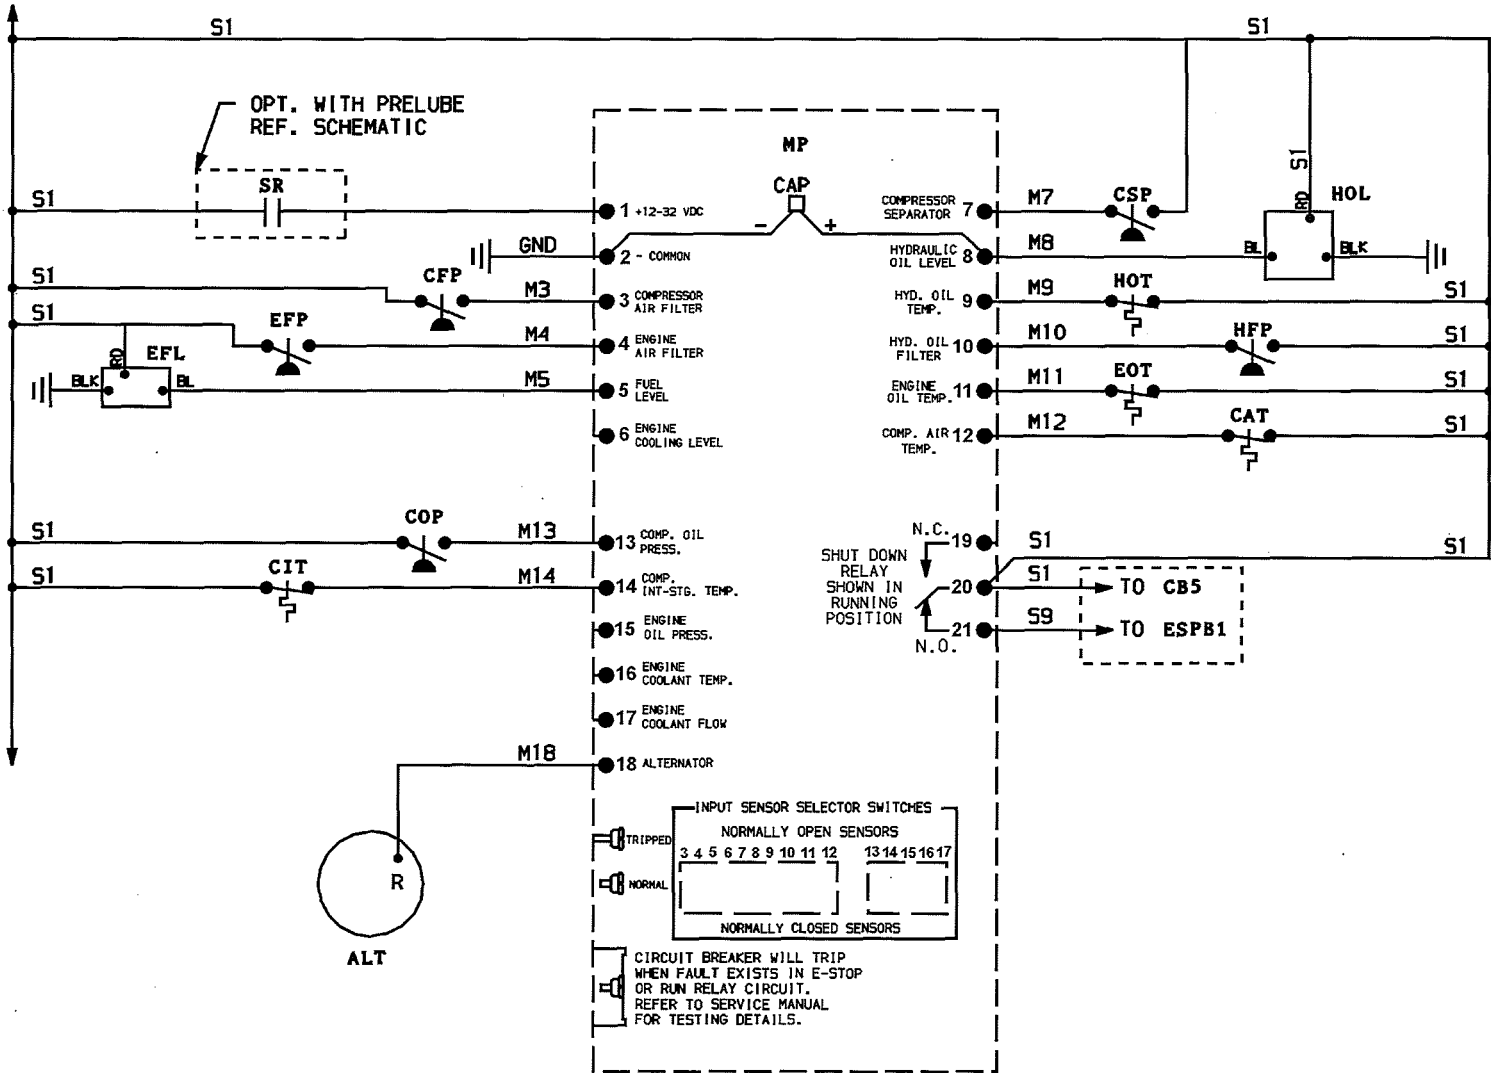 S1
S1
OPT. WITH PRELUBE
REF. SCHEMATIC
SR
S1
S1
GND
CFP
M3
S1
EFP
M4
RD
EFL
BLK
BL
M5
COP
S1
M13
CIT
S1
M14
M18
R
ALT
MP
CAP
-
+
1 +12-32 VDC
2 - COMMON
3 COMPRESSOR
AIR FILTER
4 ENGINE
AIR FILTER
5 FUEL
LEVEL
6 ENGINE
COOLING LEVEL
13 COMP. OIL
PRESS.
14 COMP.
INT-STG. TEMP.
15 ENGINE
OIL PRESS.
16 ENGINE
COOLANT TEMP.
17 ENGINE
COOLANT FLOW
18 ALTERNATOR
COMPRESSOR
SEPARATOR 7
HYDRAULIC
OIL LEVEL 8
HYD. OIL
TEMP. 9
HYD. OIL
FILTER 10
ENGINE
OIL TEMP. 11
COMP. AIR
TEMP. 12
N.C. 19
SHUT DOWN
RELAY
SHOWN IN
RUNNING
POSITION
20
21
N.O.
M7
CSP
S1
RD
HOL
M8
BL
BLK
M9
HOT
S1
M10
HFP
S1
M11
EOT
S1
M12
CAT
S1
S1
S1
S1
TO CB5
S9
TO ESPB1
TRIPPED
NORMAL
INPUT SENSOR SELECTOR SWITCHES
NORMALLY OPEN SENSORS
3 4 5 6 7 8 9 10 11 12 13 14 15 16 17
NORMALLY CLOSED SENSORS
CIRCUIT BREAKER WILL TRIP
WHEN FAULT EXISTS IN E-STOP
OR RUN RELAY CIRCUIT.
REFER TO SERVICE MANUAL
FOR TESTING DETAILS.